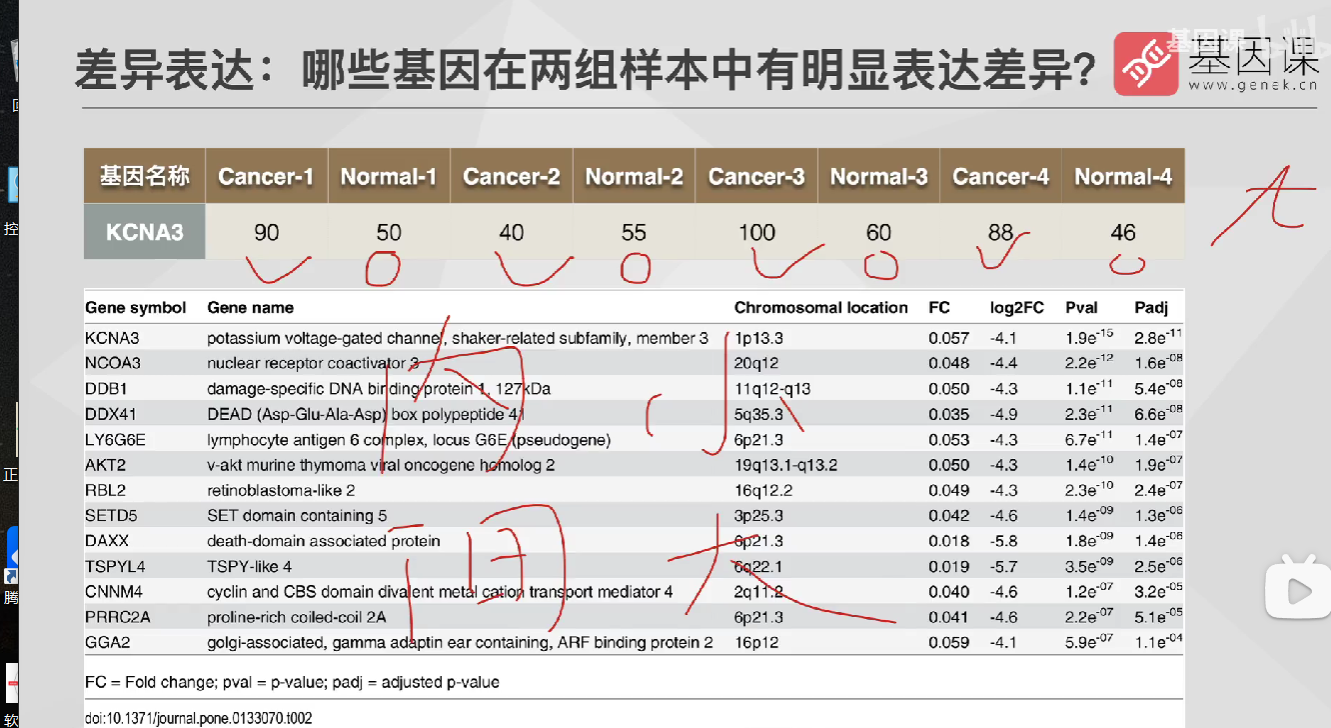 差异表达：哪些基因在两组样本中有明显表达差异？
基因课
www.genek.cn
基因名称 Cancer-1 Normal-1 Cancer-2 Normal-2 Cancer-3 Normal-3 Cancer-4 Normal-4
KCNA3 90 50 40 55 100 60 88 46
t
Gene symbol Gene name Chromosomal location FC log2FC Pval Padj
KCNA3 potassium voltage-gated channel, shaker-related subfamily, member 3 1p13.3 0.057 -4.1 1.9e-15 2.8e-11
NCOA3 nuclear receptor coactivator 3 20q12 0.048 -4.4 2.2e-12 1.6e-08
DDB1 damage-specific DNA binding protein 1, 127kDa 11q12-q13 0.050 -4.3 1.1e-11 5.4e-08
DDX41 DEAD (Asp-Glu-Ala-Asp) box polypeptide 41 5q35.3 0.035 -4.9 2.3e-11 6.6e-08
LY6G6E lymphocyte antigen 6 complex, locus G6E (pseudogene) 6p21.3 0.053 -4.3 6.7e-11 1.4e-07
AKT2 v-akt murine thymoma viral oncogene homolog 2 19q13.1-q13.2 0.050 -4.3 1.4e-10 1.9e-07
RBL2 retinoblastoma-like 2 16q12.2 0.049 -4.3 2.3e-10 2.4e-07
SETD5 SET domain containing 5 3p25.3 0.042 -4.6 1.4e-09 1.3e-06
DAXX death-domain associated protein 6p21.3 0.018 -5.8 1.8e-09 1.4e-06
TSPYL4 TSPY-like 4 6q22.1 0.019 -5.7 3.5e-09 2.5e-06
CNNM4 cyclin and CBS domain divalent metal cation transport mediator 4 2q11.2 0.040 -4.6 1.2e-07 3.2e-05
PRRC2A proline-rich coiled-coil 2A 6p21.3 0.041 -4.6 2.2e-07 5.1e-05
GGA2 golgi-associated, gamma adaptin ear containing, ARF binding protein 2 16p12 0.059 -4.1 5.9e-07 1.1e-04
内 小
间 大
FC = Fold change; pval = p-value; padj = adjusted p-value
doi:10.1371/journal.pone.0133070.t002